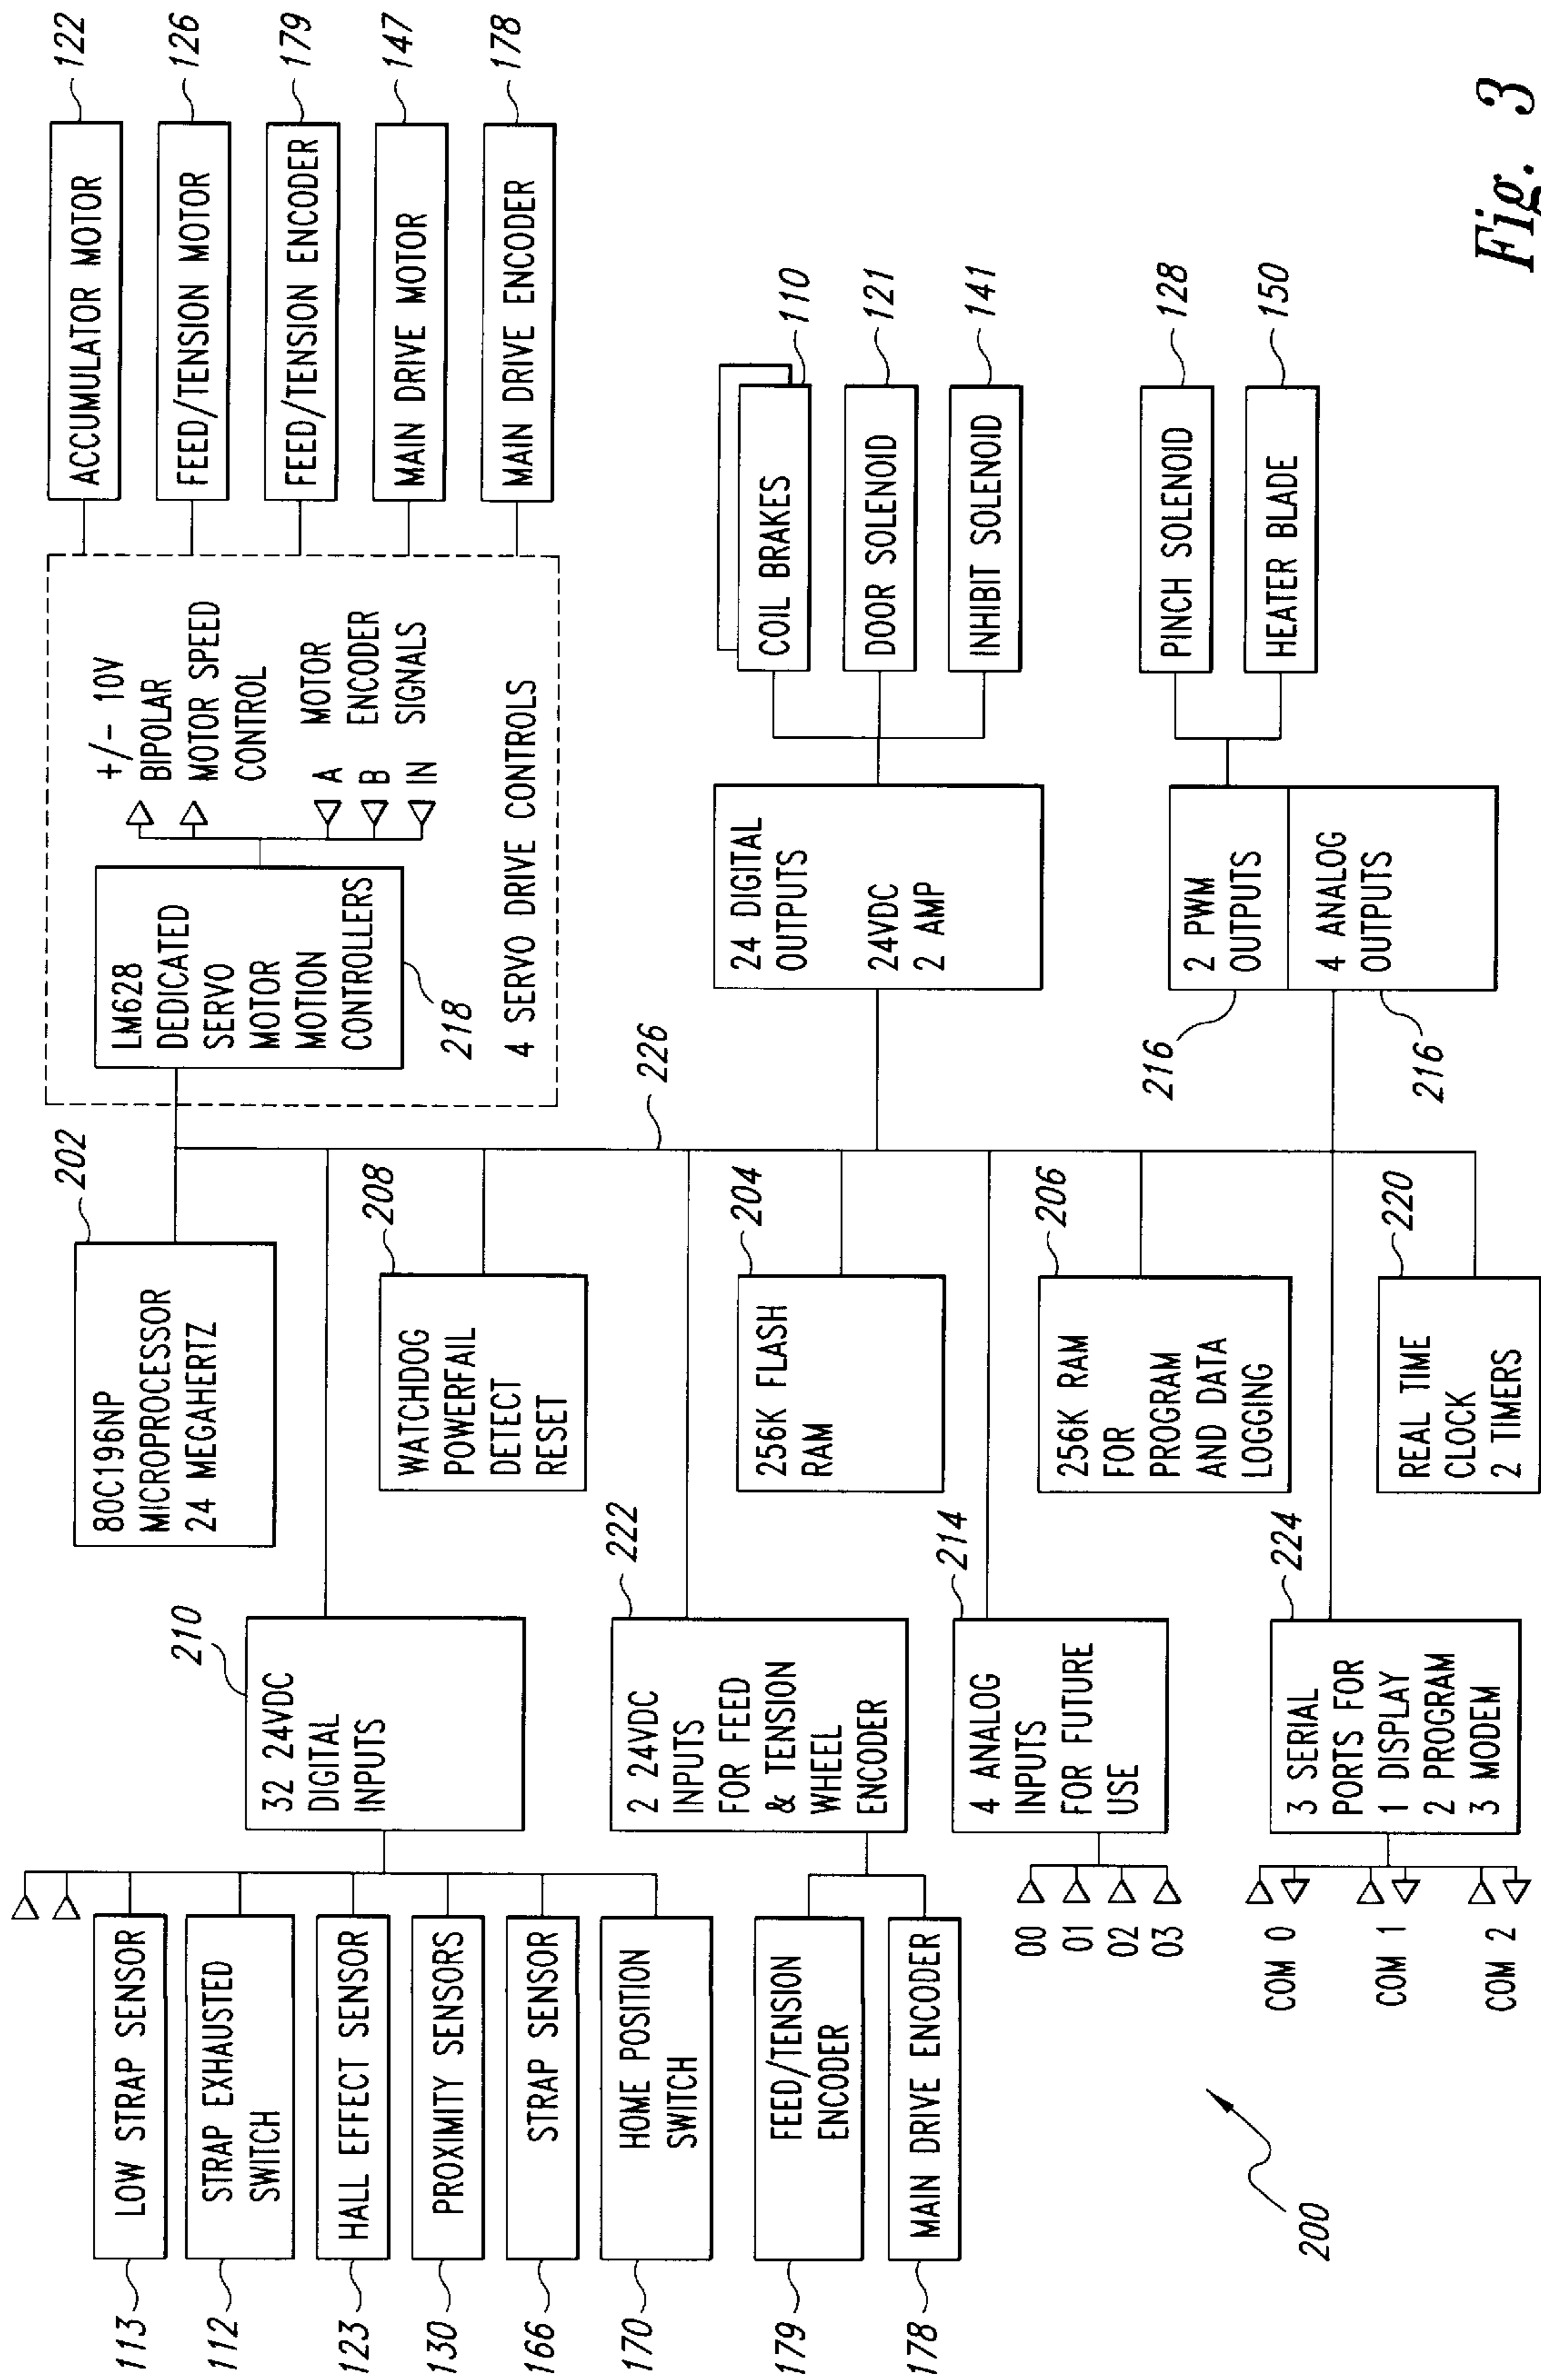 113
LOW STRAP SENSOR
112
STRAP EXHAUSTED
SWITCH
123
HALL EFFECT SENSOR
130
PROXIMITY SENSORS
166
STRAP SENSOR
170
HOME POSITION
SWITCH
179
FEED/TENSION
ENCODER
178
MAIN DRIVE ENCODER
00
01
02
03
COM 0
COM 1
COM 2
200
210
32 24VDC
DIGITAL
INPUTS
222
2 24VDC
INPUTS
FOR FEED
& TENSION
WHEEL
ENCODER
214
4 ANALOG
INPUTS
FOR FUTURE
USE
224
3 SERIAL
PORTS FOR
1 DISPLAY
2 PROGRAM
3 MODEM
202
80C196NP
MICROPROCESSOR
24 MEGAHERTZ
208
WATCHDOG
POWERFAIL
DETECT
RESET
204
256K FLASH
RAM
206
256K RAM
FOR
PROGRAM
AND DATA
LOGGING
220
REAL TIME
CLOCK
2 TIMERS
226
LM628
DEDICATED
SERVO
MOTOR
MOTION
CONTROLLERS
218
+/- 10V
BIPOLAR
MOTOR SPEED
CONTROL
A MOTOR
B ENCODER
IN SIGNALS
4 SERVO DRIVE CONTROLS
24 DIGITAL
OUTPUTS
24VDC
2 AMP
2 PWM
OUTPUTS
216
4 ANALOG
OUTPUTS
216
ACCUMULATOR MOTOR
122
FEED/TENSION MOTOR
126
FEED/TENSION ENCODER
179
MAIN DRIVE MOTOR
147
MAIN DRIVE ENCODER
178
COIL BRAKES
110
DOOR SOLENOID
121
INHIBIT SOLENOID
141
PINCH SOLENOID
128
HEATER BLADE
150
Fig. 3